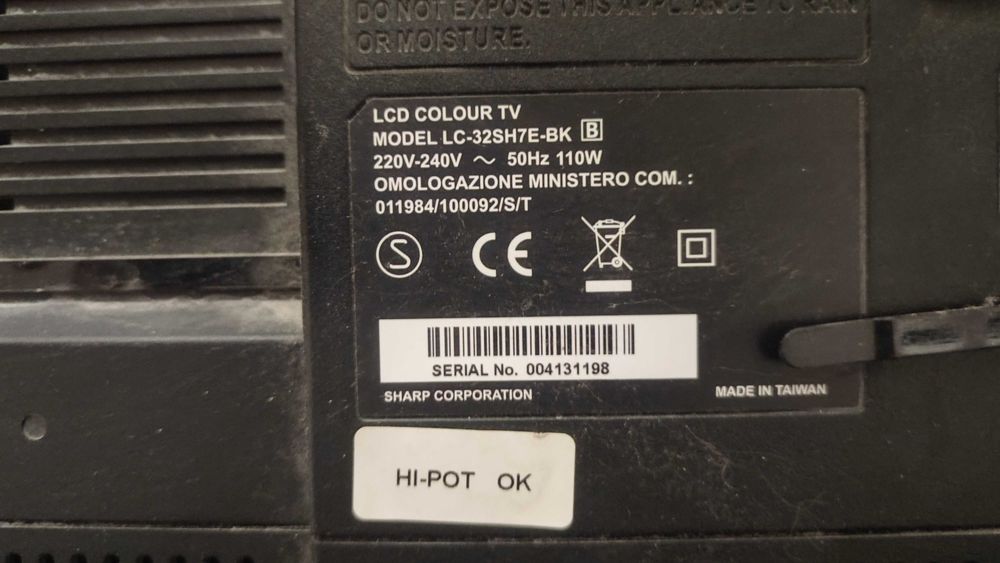 DO NOT EXPOSE THIS APPLIANCE TO RAIN
OR MOISTURE.
LCD COLOUR TV
MODEL LC-32SH7E-BK B
220V-240V ~ 50Hz 110W
OMOLOGAZIONE MINISTERO COM. :
011984/100092/S/T
S CE
SERIAL No. 004131198
SHARP CORPORATION
MADE IN TAIWAN
HI-POT OK